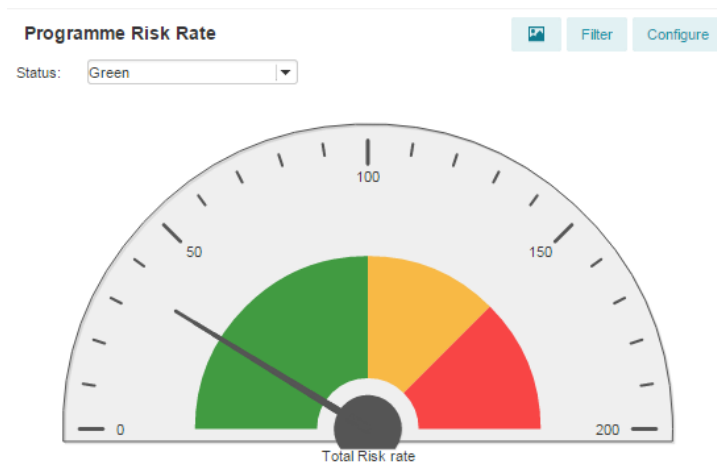 Programme Risk Rate
Filter
Configure
Status:
Green
100
50
150
0
200
Total Risk rate